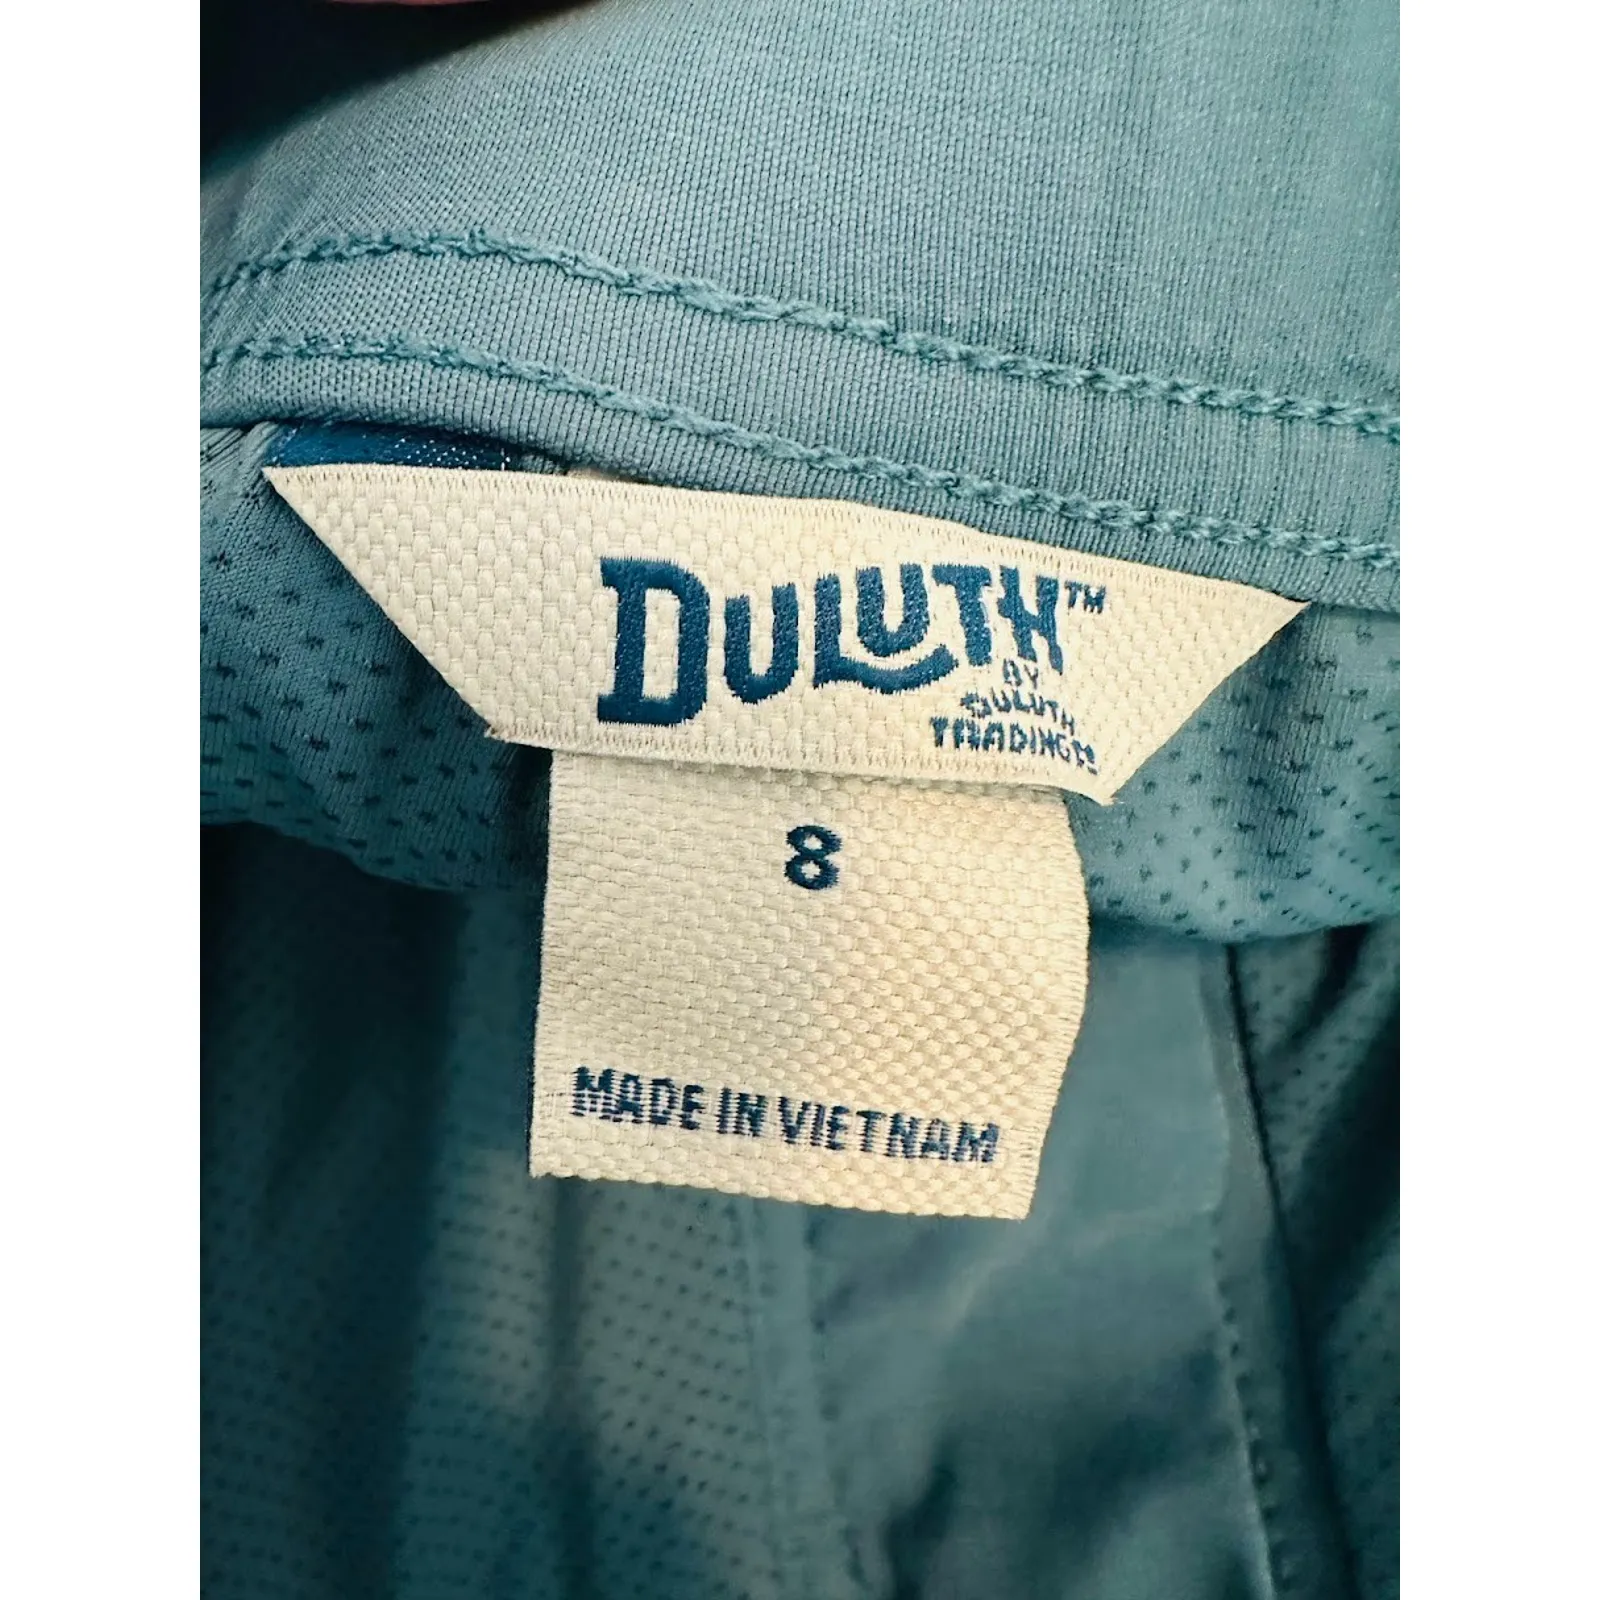 DULUTH™
BY
DULUTH
TRADING CO
8
MADE IN VIETNAM